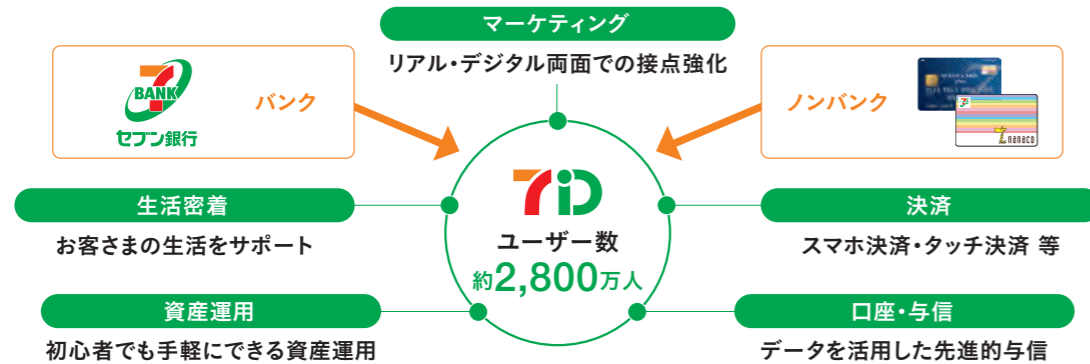 マーケティング
リアル・デジタル両面での接点強化
7
BANK
セブン銀行
バンク
ノンバンク
nanaco
7iD
ユーザー数
約2,800万人
生活密着
お客さまの生活をサポート
決済
スマホ決済・タッチ決済 等
資産運用
初心者でも手軽にできる資産運用
口座・与信
データを活用した先進的与信